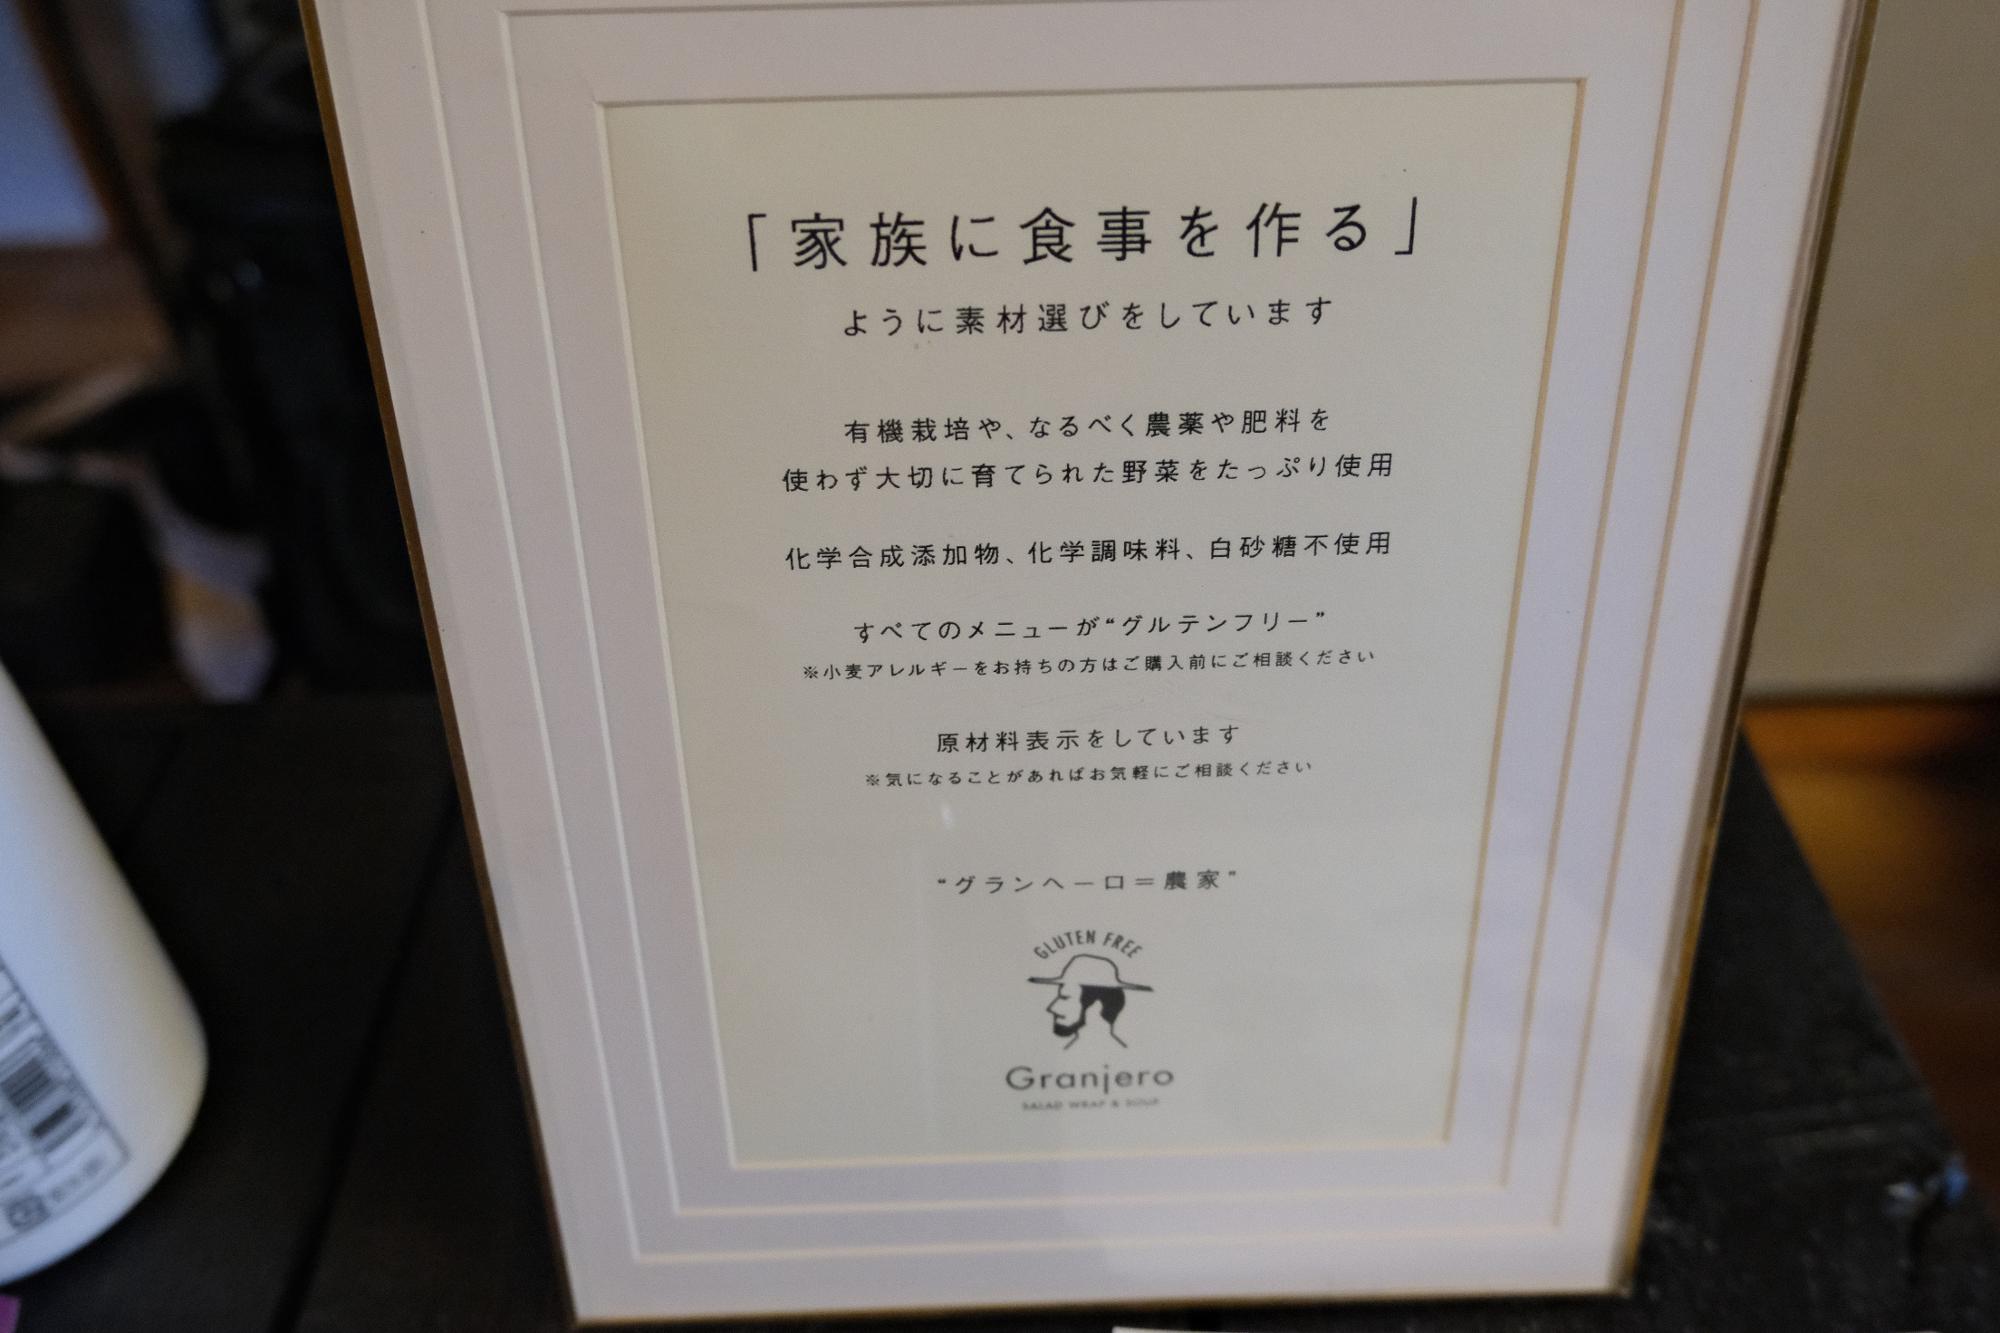 「家族に食事を作る」
ように素材選びをしています
有機栽培や、なるべく農薬や肥料を
使わず大切に育てられた野菜をたっぷり使用
化学合成添加物、化学調味料、白砂糖不使用
すべてのメニューが“グルテンフリー”
※小麦アレルギーをお持ちの方はご購入前にご相談ください
原材料表示をしています
※気になることがあればお気軽にご相談ください
“グランヘーロ＝農家”
GLUTEN FREE
Granjero
SALAD WRAP & SOUP